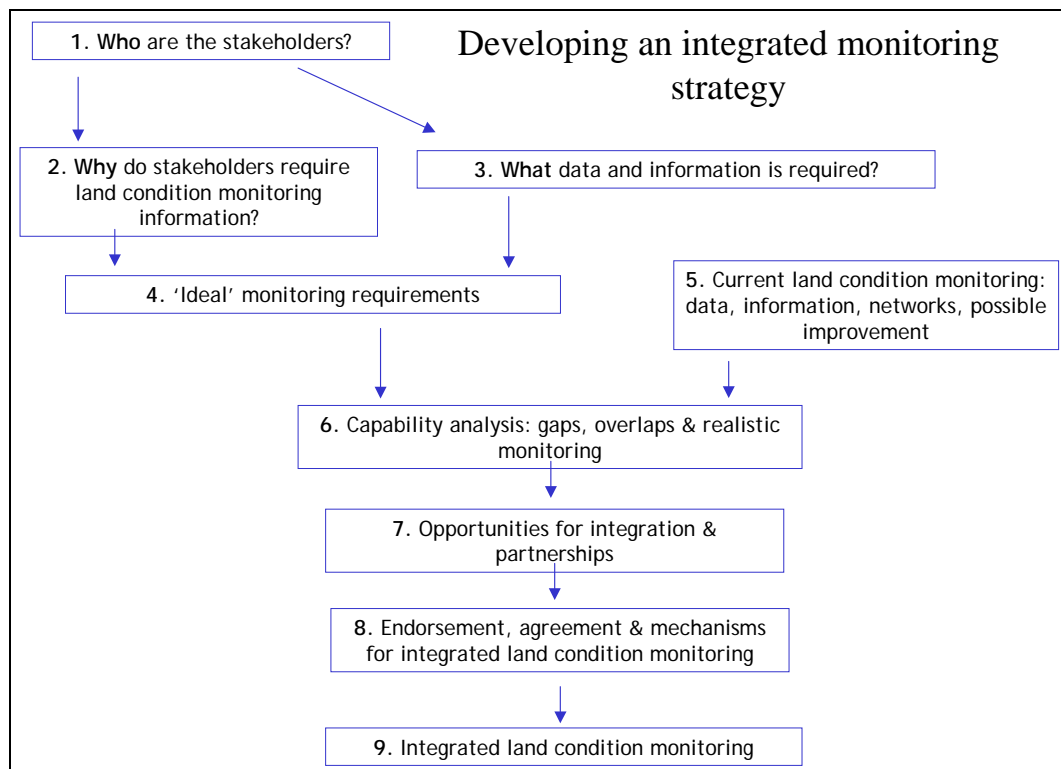 Developing an integrated monitoring
strategy
1. Who are the stakeholders?
2. Why do stakeholders require
land condition monitoring
information?
3. What data and information is required?
4. ‘Ideal’ monitoring requirements
5. Current land condition monitoring:
data, information, networks, possible
improvement
6. Capability analysis: gaps, overlaps & realistic
monitoring
7. Opportunities for integration &
partnerships
8. Endorsement, agreement & mechanisms
for integrated land condition monitoring
9. Integrated land condition monitoring